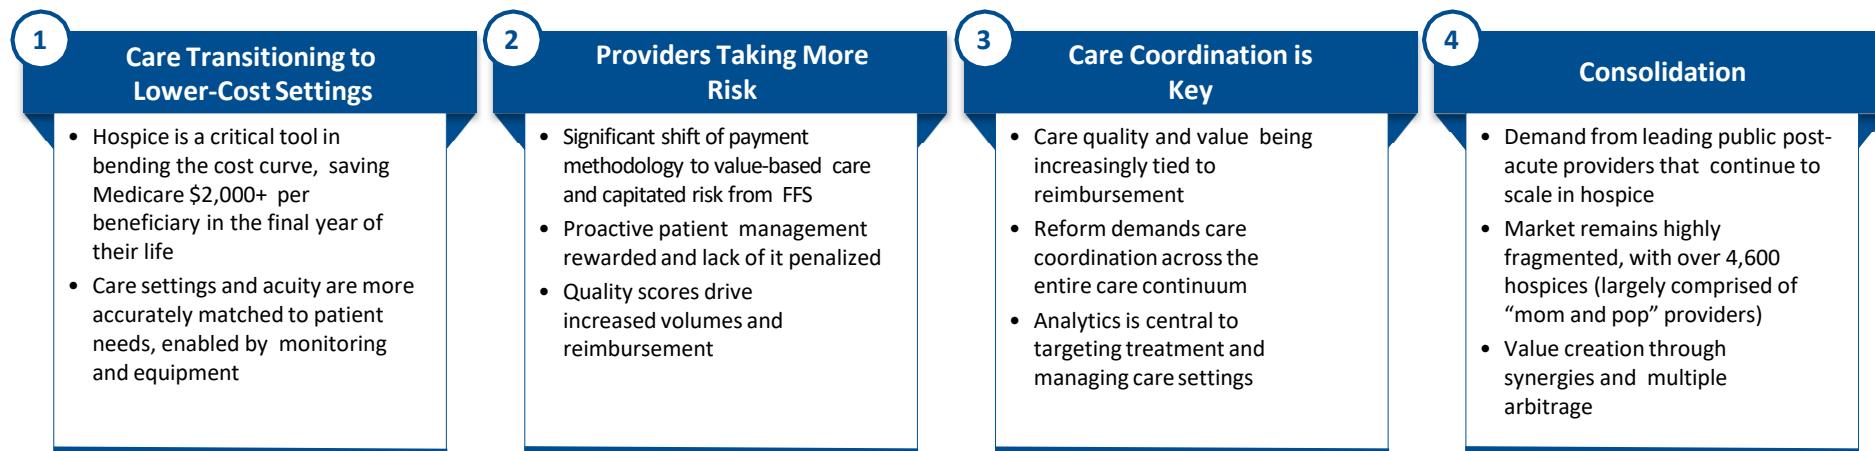 1
Care Transitioning to
Lower-Cost Settings
• Hospice is a critical tool in
bending the cost curve, saving
Medicare $2,000+ per
beneficiary in the final year of
their life
• Care settings and acuity are more
accurately matched to patient
needs, enabled by monitoring
and equipment
2
Providers Taking More
Risk
• Significant shift of payment
methodology to value-based care
and capitated risk from FFS
• Proactive patient management
rewarded and lack of it penalized
• Quality scores drive
increased volumes and
reimbursement
3
Care Coordination is
Key
• Care quality and value being
increasingly tied to
reimbursement
• Reform demands care
coordination across the
entire care continuum
• Analytics is central to
targeting treatment and
managing care settings
4
Consolidation
• Demand from leading public post-
acute providers that continue to
scale in hospice
• Market remains highly
fragmented, with over 4,600
hospices (largely comprised of
“mom and pop” providers)
• Value creation through
synergies and multiple
arbitrage